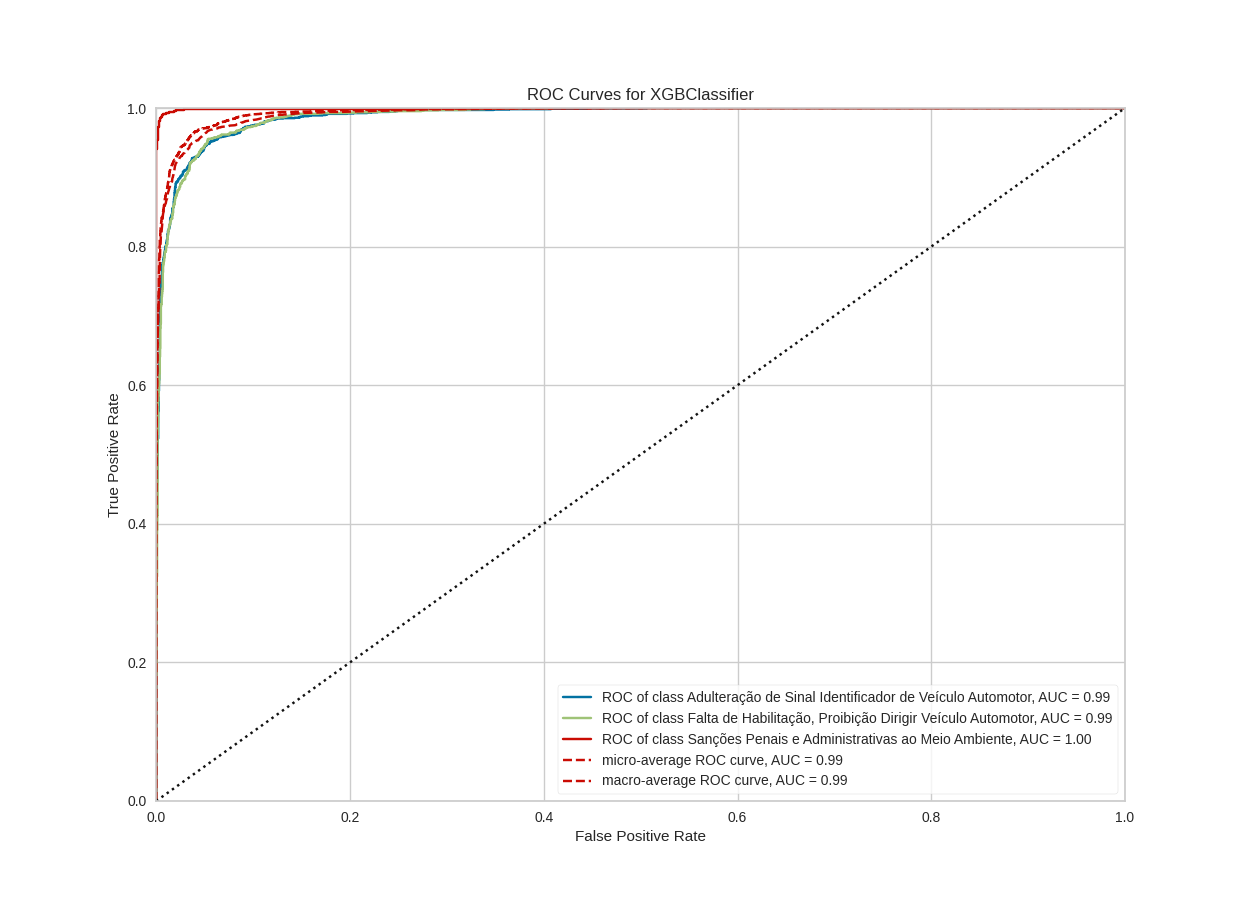 ROC Curves for XGBClassifier
1.0
0.8
0.6
0.4
0.2
0.0
True Positive Rate
ROC of class Adulteração de Sinal Identificador de Veículo Automotor, AUC = 0.99
ROC of class Falta de Habilitação, Proibição Dirigir Veículo Automotor, AUC = 0.99
ROC of class Sanções Penais e Administrativas ao Meio Ambiente, AUC = 1.00
micro-average ROC curve, AUC = 0.99
macro-average ROC curve, AUC = 0.99
0.0 0.2 0.4 0.6 0.8 1.0
False Positive Rate